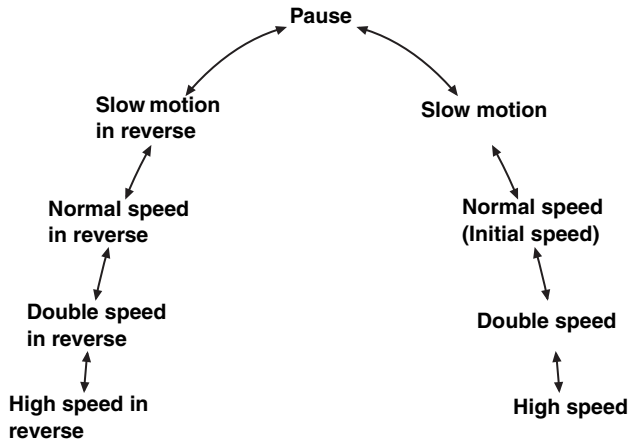 Pause
Slow motion
in reverse
Slow motion
Normal speed
in reverse
Normal speed
(Initial speed)
Double speed
in reverse
Double speed
High speed in
reverse
High speed